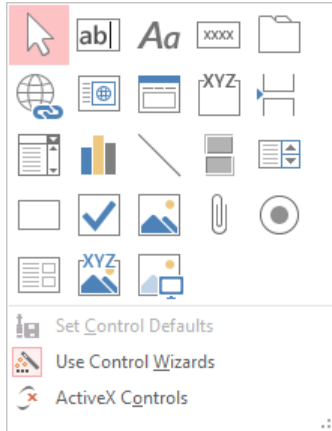 ab Aa xxxx
XYZ
XYZ
Set Control Defaults
Use Control Wizards
ActiveX Controls